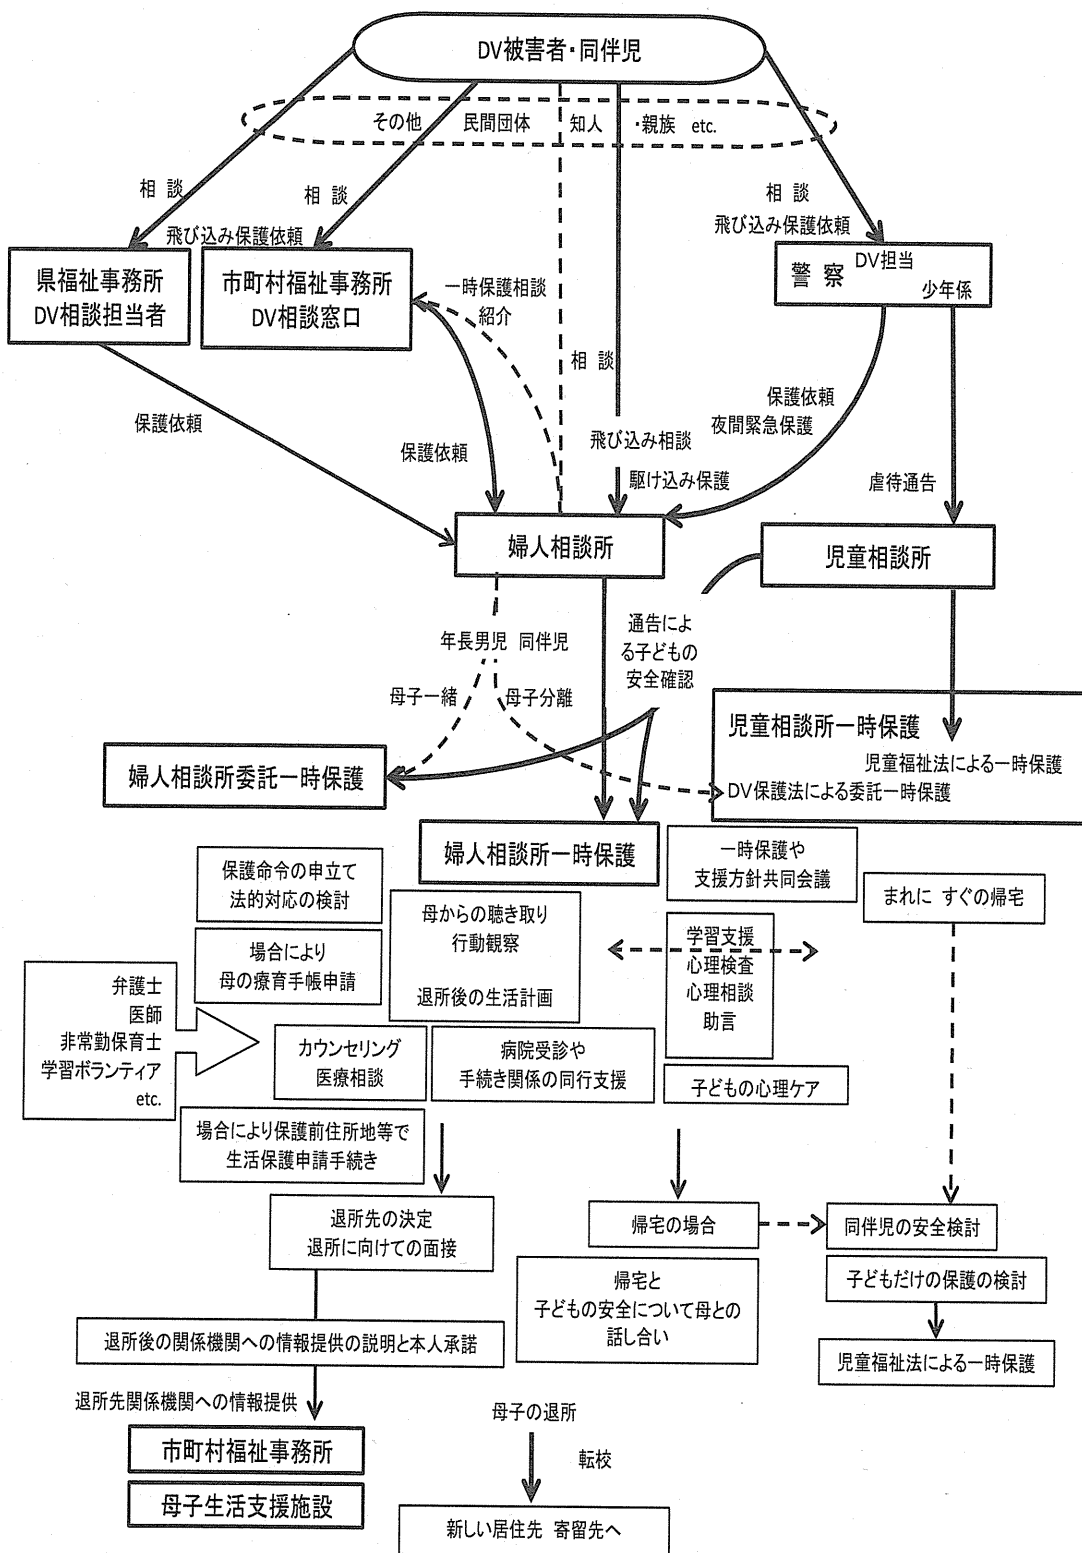 DV被害者・同伴児
その他 民間団体 知人 ・親族 etc.
相 談
相 談
相 談
飛び込み保護依頼
飛び込み保護依頼
県福祉事務所
DV相談担当者
市町村福祉事務所
DV相談窓口
一時保護相談
紹介
警 察
DV担当
少年係
相 談
保護依頼
保護依頼
夜間緊急保護
保護依頼
飛び込み相談
駆け込み保護
虐待通告
婦人相談所
児童相談所
年長男児 同伴児
通告によ
る子どもの
安全確認
母子一緒
母子分離
児童相談所一時保護
児童福祉法による一時保護
DV保護法による委託一時保護
婦人相談所委託一時保護
婦人相談所一時保護
一時保護や
支援方針共同会議
保護命令の申立て
法的対応の検討
まれに すぐの帰宅
母からの聴き取り
行動観察
退所後の生活計画
学習支援
心理検査
心理相談
助言
場合により
母の療育手帳申請
弁護士
医師
非常勤保育士
学習ボランティア
etc.
カウンセリング
医療相談
病院受診や
手続き関係の同行支援
子どもの心理ケア
場合により保護前住所地等で
生活保護申請手続き
退所先の決定
退所に向けての面接
帰宅の場合
同伴児の安全検討
帰宅と
子どもの安全について母との
話し合い
子どもだけの保護の検討
退所後の関係機関への情報提供の説明と本人承諾
児童福祉法による一時保護
退所先関係機関への情報提供
母子の退所
市町村福祉事務所
転校
母子生活支援施設
新しい居住先 寄留先へ